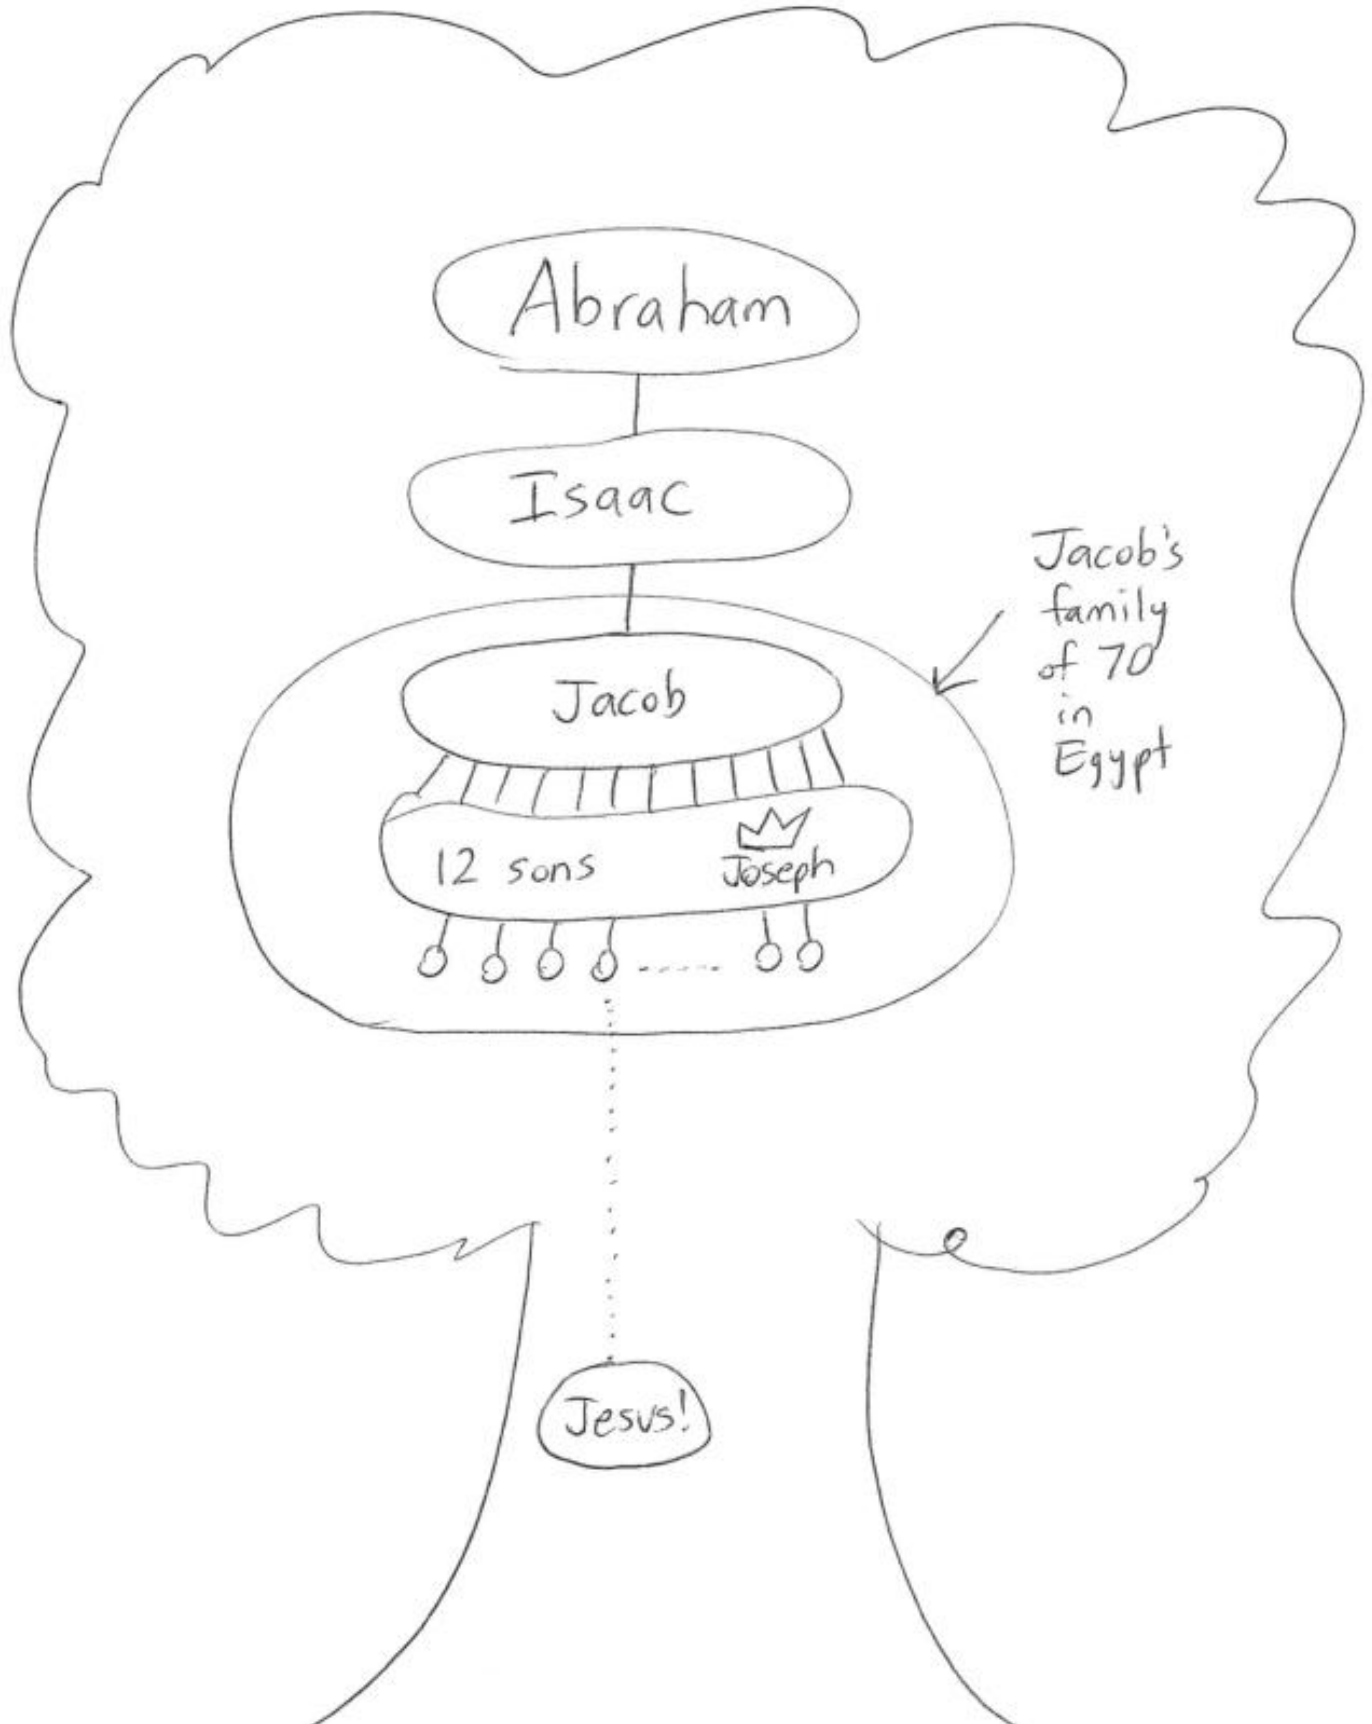 Abraham
Isaac
Jacob's
family
of 70
in
Egypt
Jacob
12 sons
Joseph
Jesus!